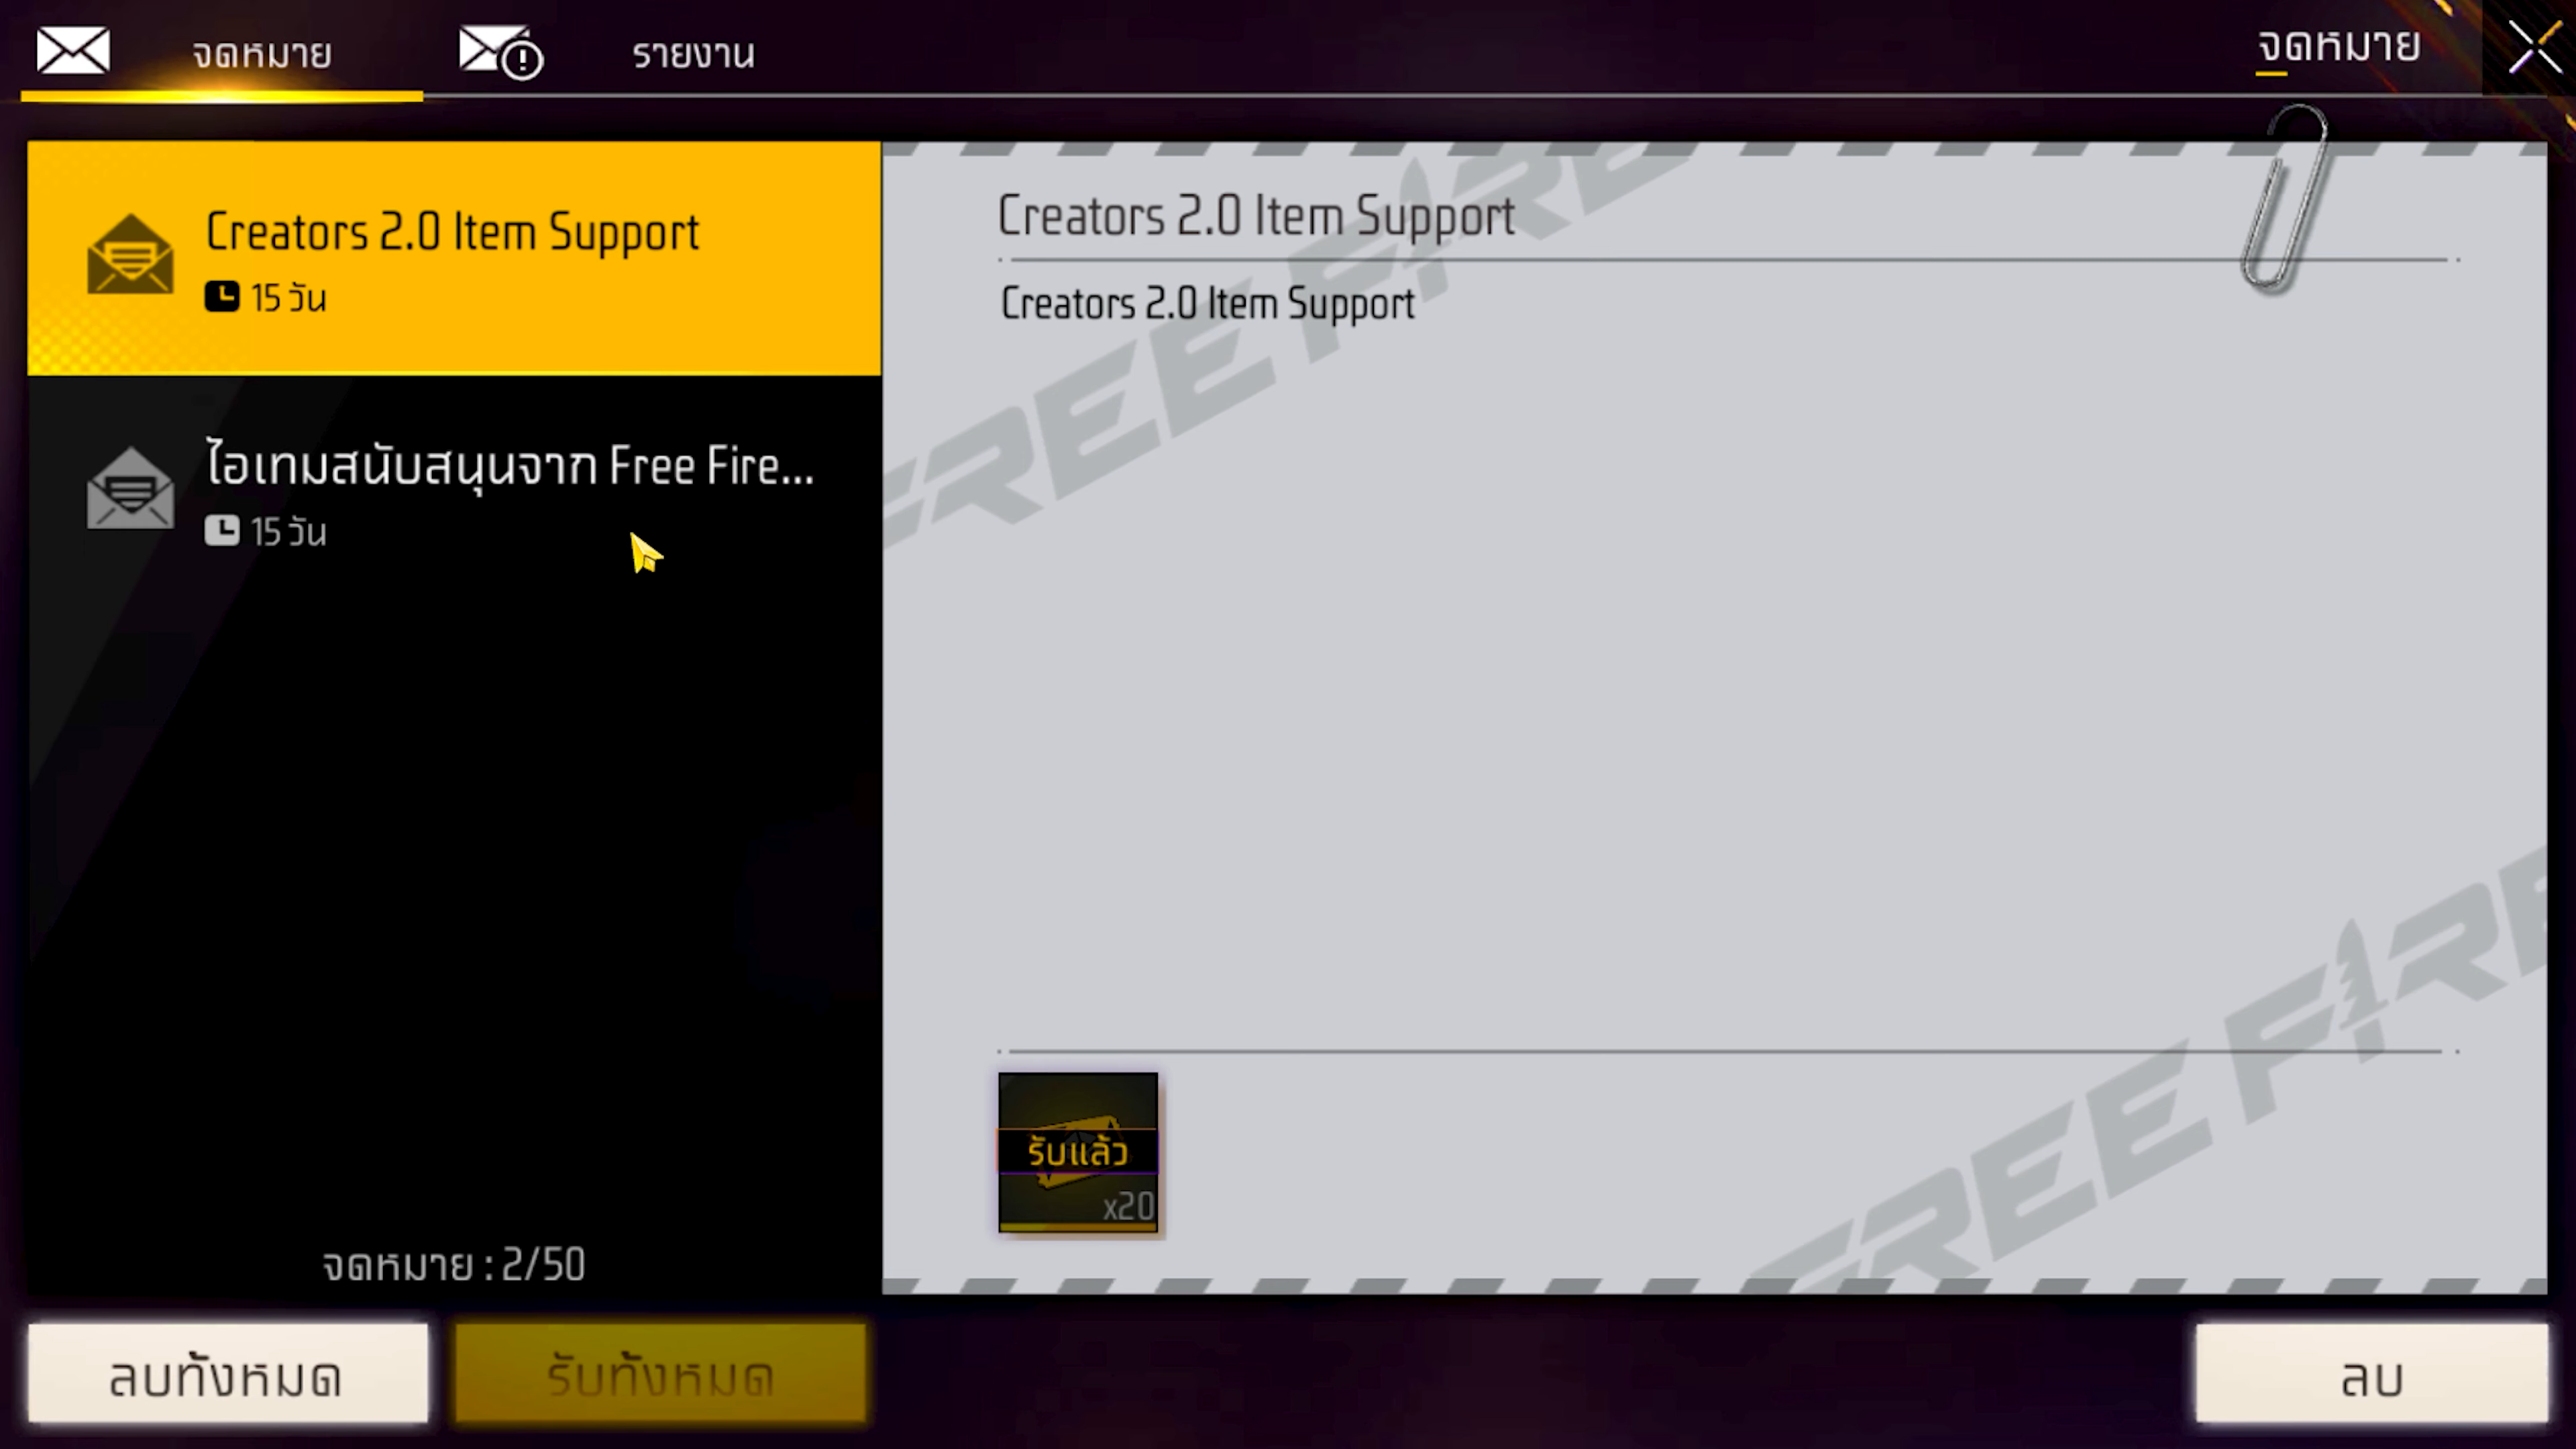 จดหมาย
รายงาน
จดหมาย
Creators 2.0 Item Support
15 วัน
ไอเทมสนับสนุนจาก Free Fire...
15 วัน
จดหมาย : 2/50
Creators 2.0 Item Support
Creators 2.0 Item Support
FREE FIRE
FREE FIRE
รับแล้ว
x20
ลบทั้งหมด
รับทั้งหมด
ลบ